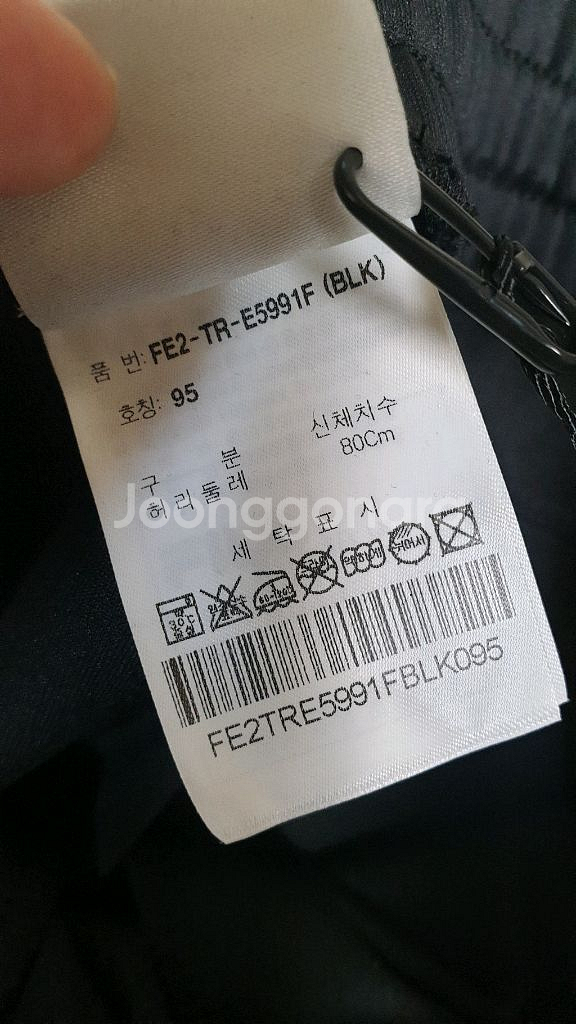 품 번: FE2-TR-E5991F (BLK)
호칭: 95
구 분 신체치수
허리둘레 80Cm
Joonggonara
세 탁 표 시
30℃
FE2TRE5991FBLK095